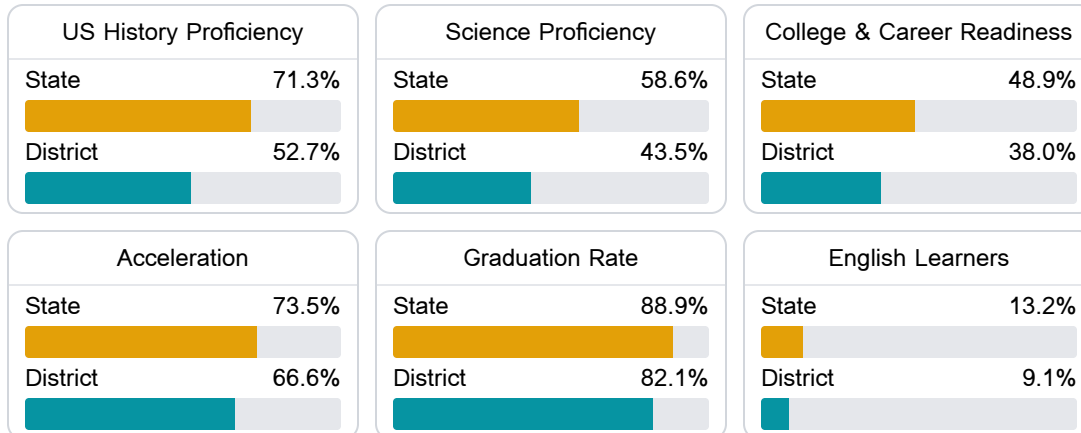 US History Proficiency
State 71.3%
District 52.7%
Science Proficiency
State 58.6%
District 43.5%
College & Career Readiness
State 48.9%
District 38.0%
Acceleration
State 73.5%
District 66.6%
Graduation Rate
State 88.9%
District 82.1%
English Learners
State 13.2%
District 9.1%